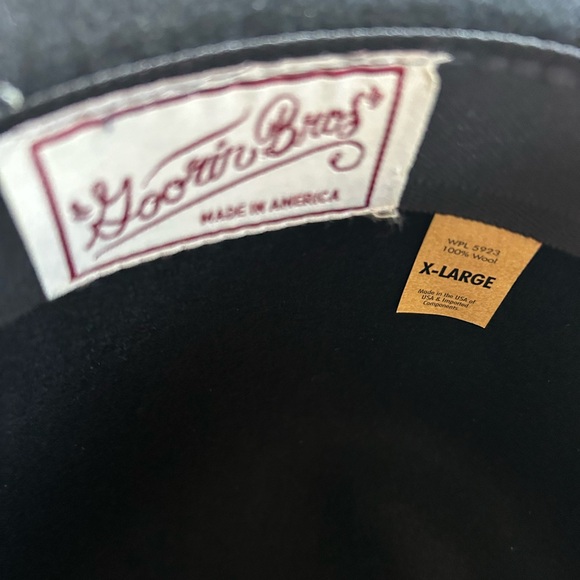 Goorin Bros
MADE IN AMERICA
WPL 5923
100% Wool
X-LARGE
Made in the USA of
USA & Imported
Components